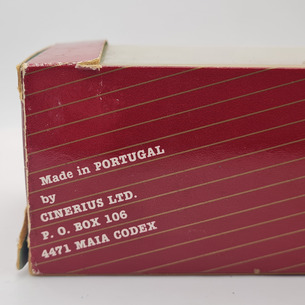 Made in PORTUGAL
by
CINERIUS LTD.
P. O. BOX 106
4471 MAIA CODEX